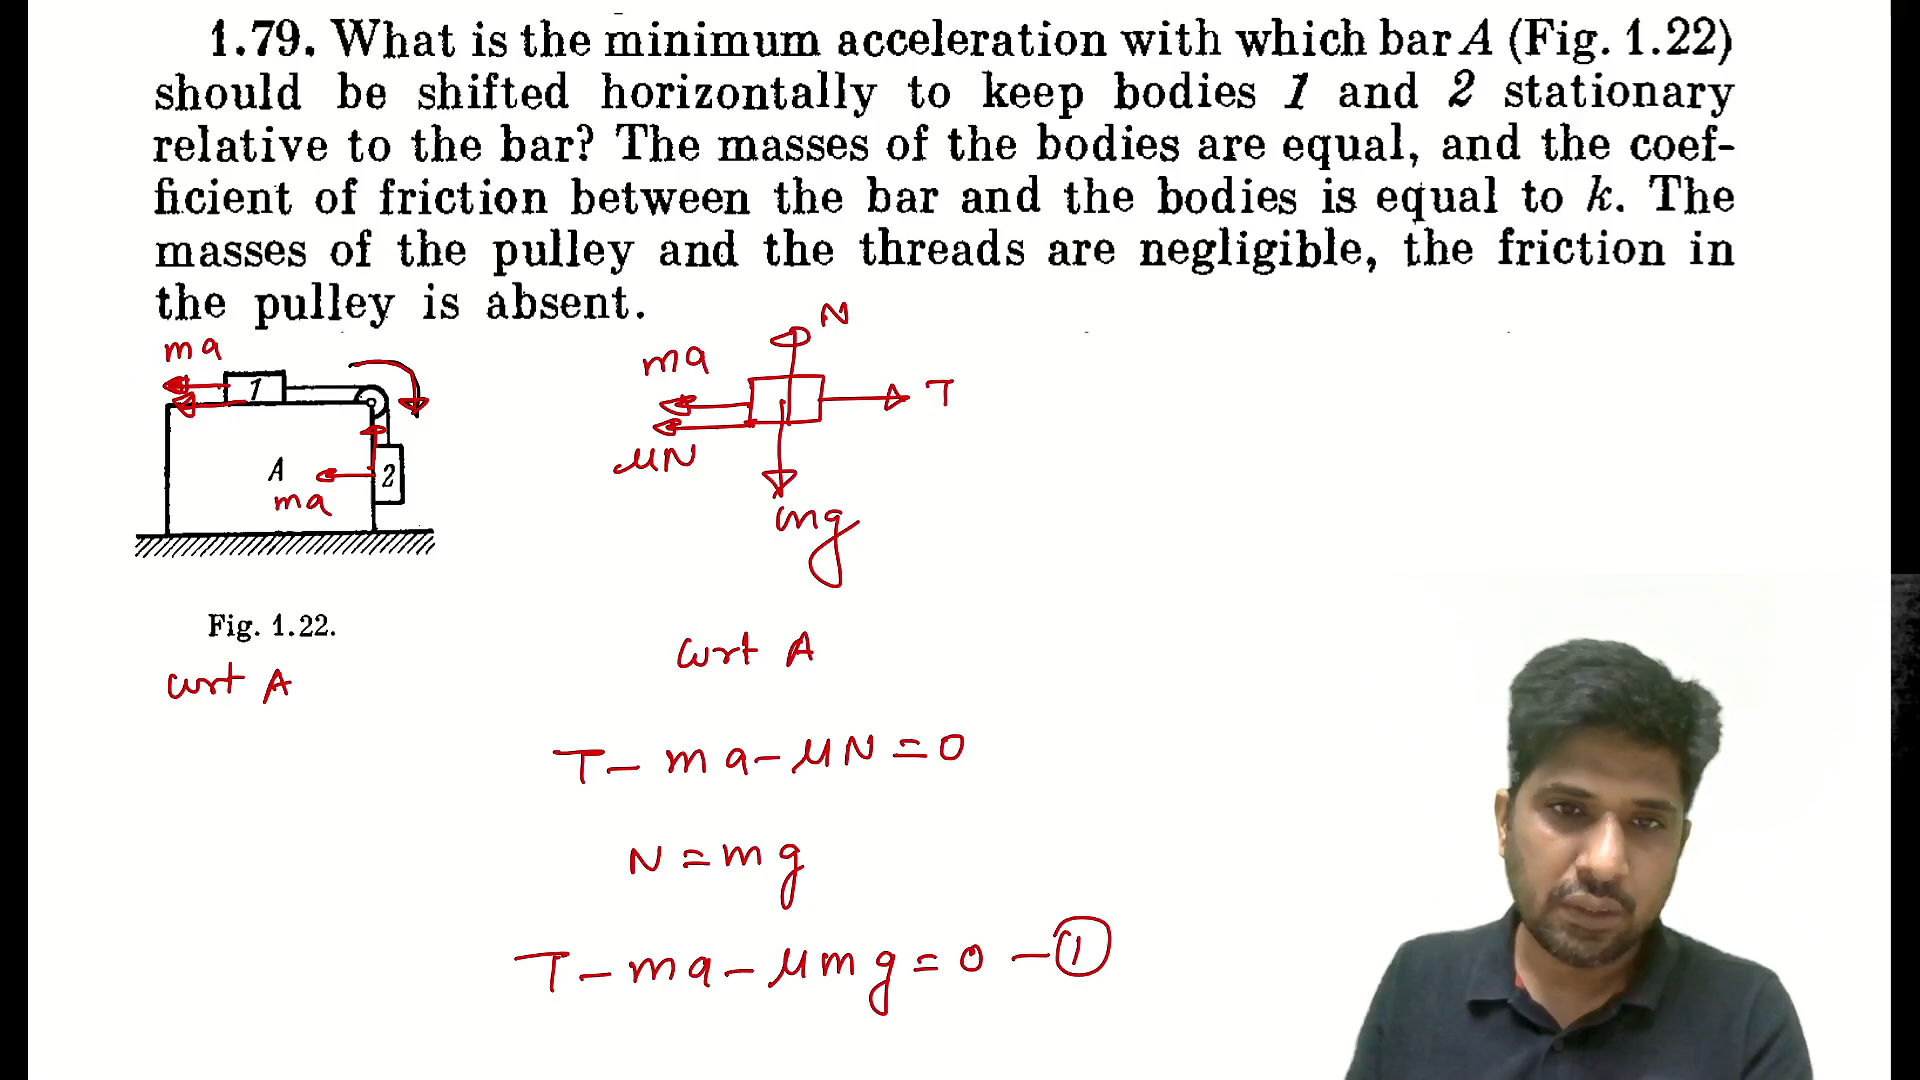 1.79. What is the minimum acceleration with which bar A (Fig. 1.22)
should be shifted horizontally to keep bodies 1 and 2 stationary
relative to the bar? The masses of the bodies are equal, and the coef-
ficient of friction between the bar and the bodies is equal to k. The
masses of the pulley and the threads are negligible, the friction in
the pulley is absent.
ma
1
A
2
ma
Fig. 1.22.
wrt A
N
ma
T
μN
mg
wrt A
T - ma - μN = 0
N = mg
T - ma - μmg = 0 - 1